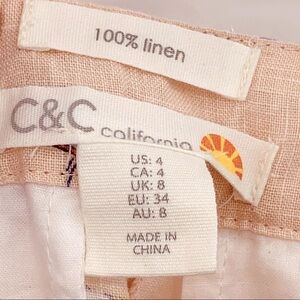 100% linen
C&C california
US: 4
CA: 4
UK: 8
EU: 34
AU: 8
MADE IN
CHINA